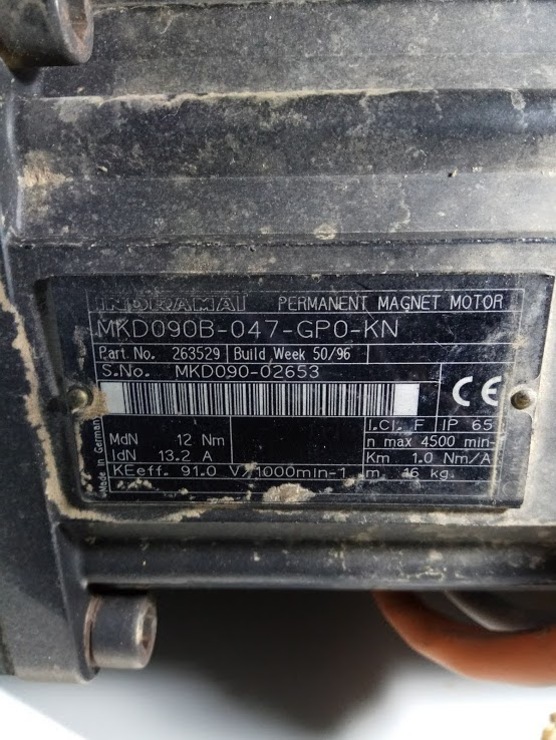 INDRAMAT PERMANENT MAGNET MOTOR
MKD090B-047-GP0-KN
Part No. 263529 Build Week 50/96
S.No. MKD090-02653
CE
I.Cl. F IP 65
MdN 12 Nm n max 4500 min-
IdN 13.2 A Km 1.0 Nm/A
KEeff. 91.0 V/1000min-1 m 16 kg
Made in Germany